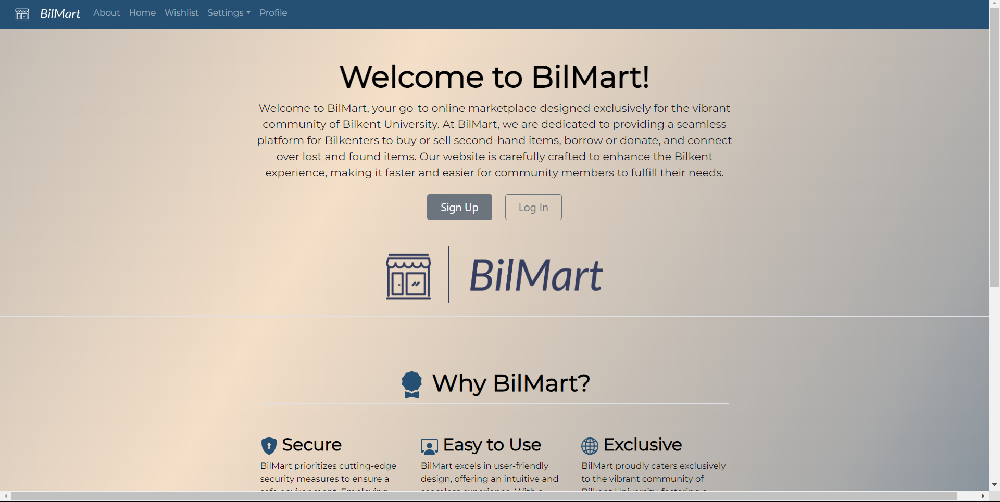 BilMart About Home Wishlist Settings Profile
Welcome to BilMart!
Welcome to BilMart, your go-to online marketplace designed exclusively for the vibrant
community of Bilkent University. At BilMart, we are dedicated to providing a seamless
platform for Bilkenters to buy or sell second-hand items, borrow or donate, and connect
over lost and found items. Our website is carefully crafted to enhance the Bilkent
experience, making it faster and easier for community members to fulfill their needs.
Sign Up Log In
BilMart
Why BilMart?
Secure
BilMart prioritizes cutting-edge
security measures to ensure a
Easy to Use
BilMart excels in user-friendly
design, offering an intuitive and
Exclusive
BilMart proudly caters exclusively
to the vibrant community of